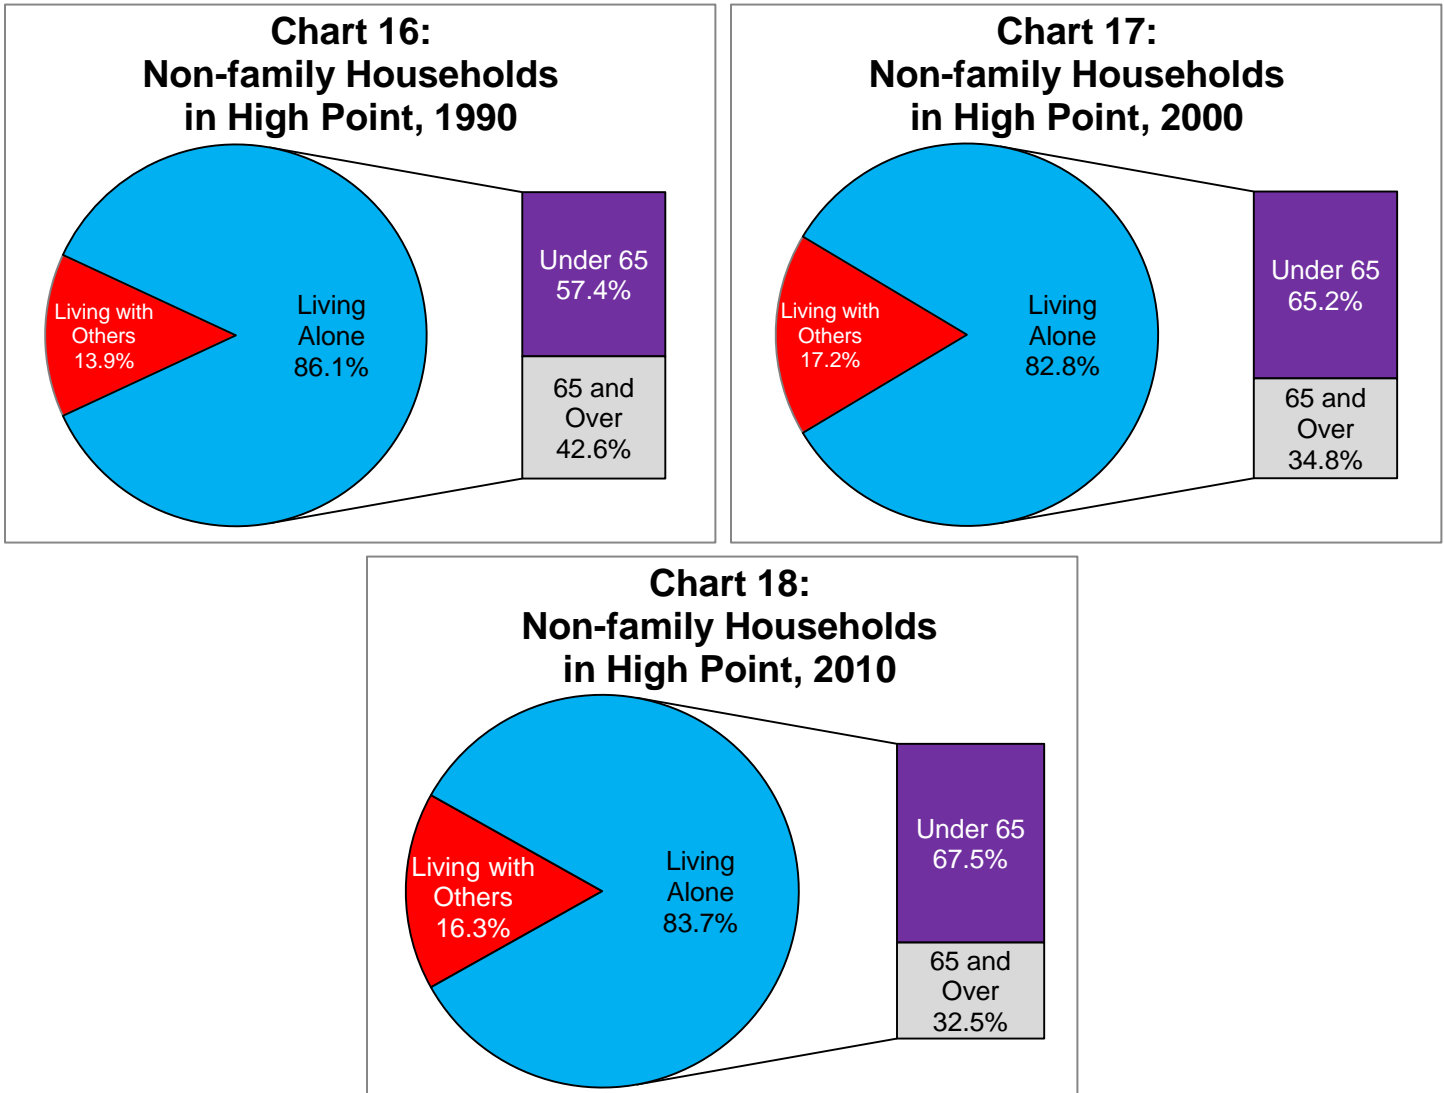 Chart 16:
Non-family Households
in High Point, 1990
Living with
Others
13.9%
Living
Alone
86.1%
Under 65
57.4%
65 and
Over
42.6%
Chart 17:
Non-family Households
in High Point, 2000
Living with
Others
17.2%
Living
Alone
82.8%
Under 65
65.2%
65 and
Over
34.8%
Chart 18:
Non-family Households
in High Point, 2010
Living with
Others
16.3%
Living
Alone
83.7%
Under 65
67.5%
65 and
Over
32.5%